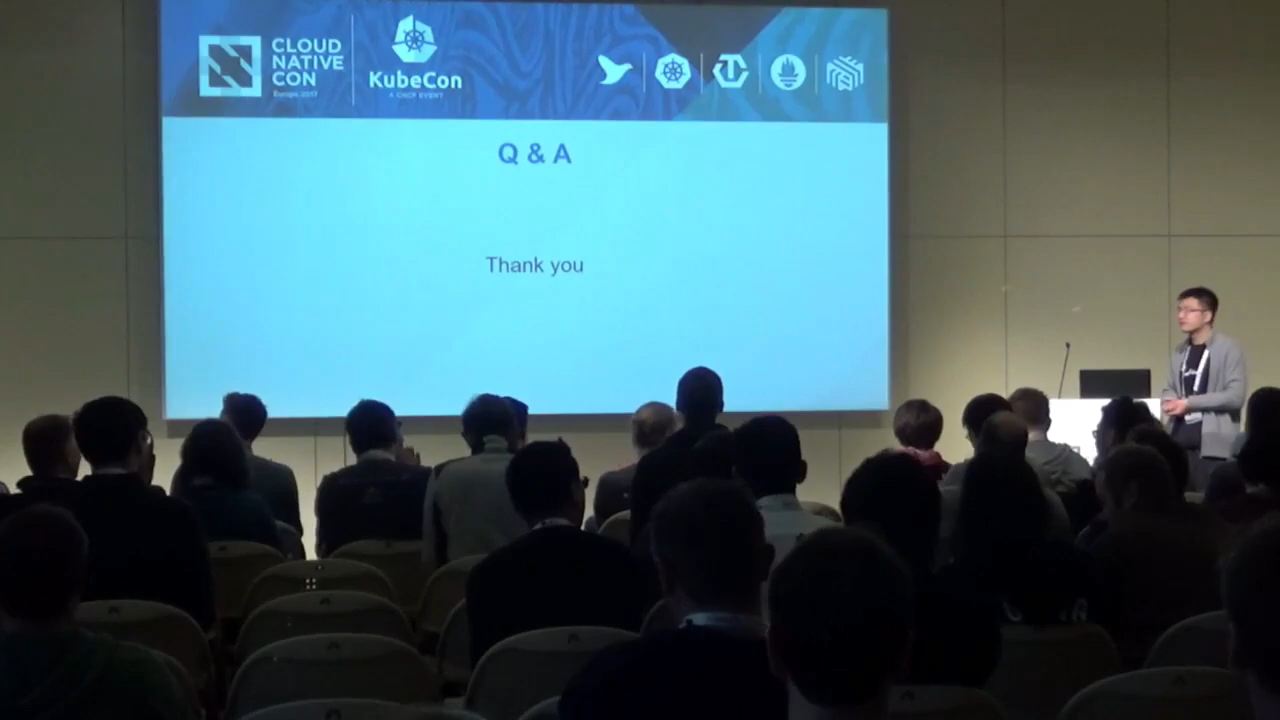 CLOUD
NATIVE
CON
Europe 2017
KubeCon
A CNCF EVENT
Q & A
Thank you